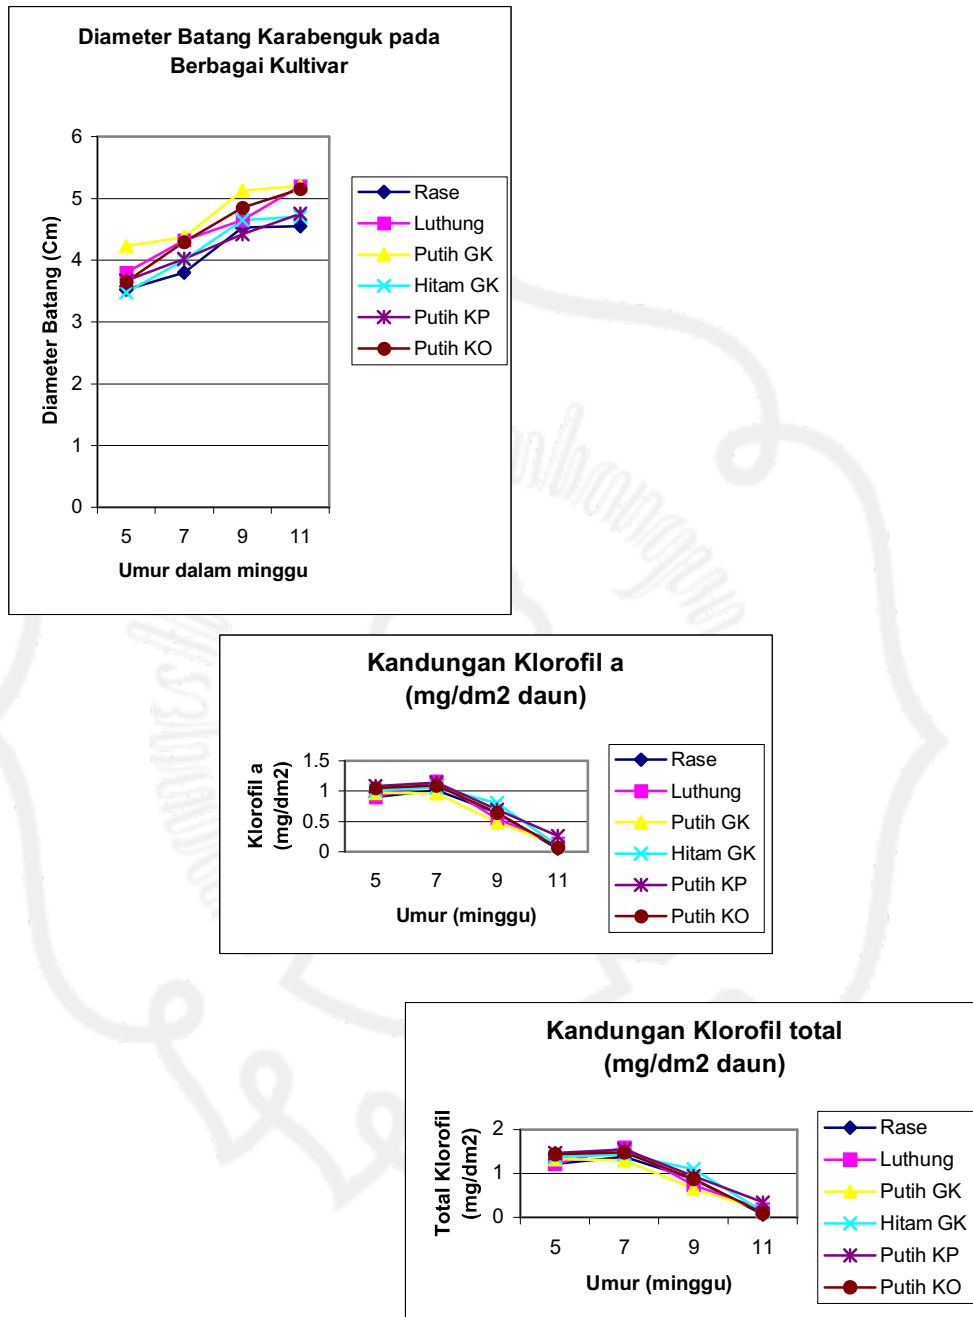 Diameter Batang Karabenguk pada
Berbagai Kultivar
6
5
4
3
2
1
0
Diameter Batang (Cm)
5 7 9 11
Umur dalam minggu
Rase
Luthung
Putih GK
Hitam GK
Putih KP
Putih KO
Kandungan Klorofil a
(mg/dm2 daun)
1.5
1
0.5
0
Klorofil a
(mg/dm2)
5 7 9 11
Umur (minggu)
Rase
Luthung
Putih GK
Hitam GK
Putih KP
Putih KO
Kandungan Klorofil total
(mg/dm2 daun)
2
1
0
Total Klorofil
(mg/dm2)
5 7 9 11
Umur (minggu)
Rase
Luthung
Putih GK
Hitam GK
Putih KP
Putih KO